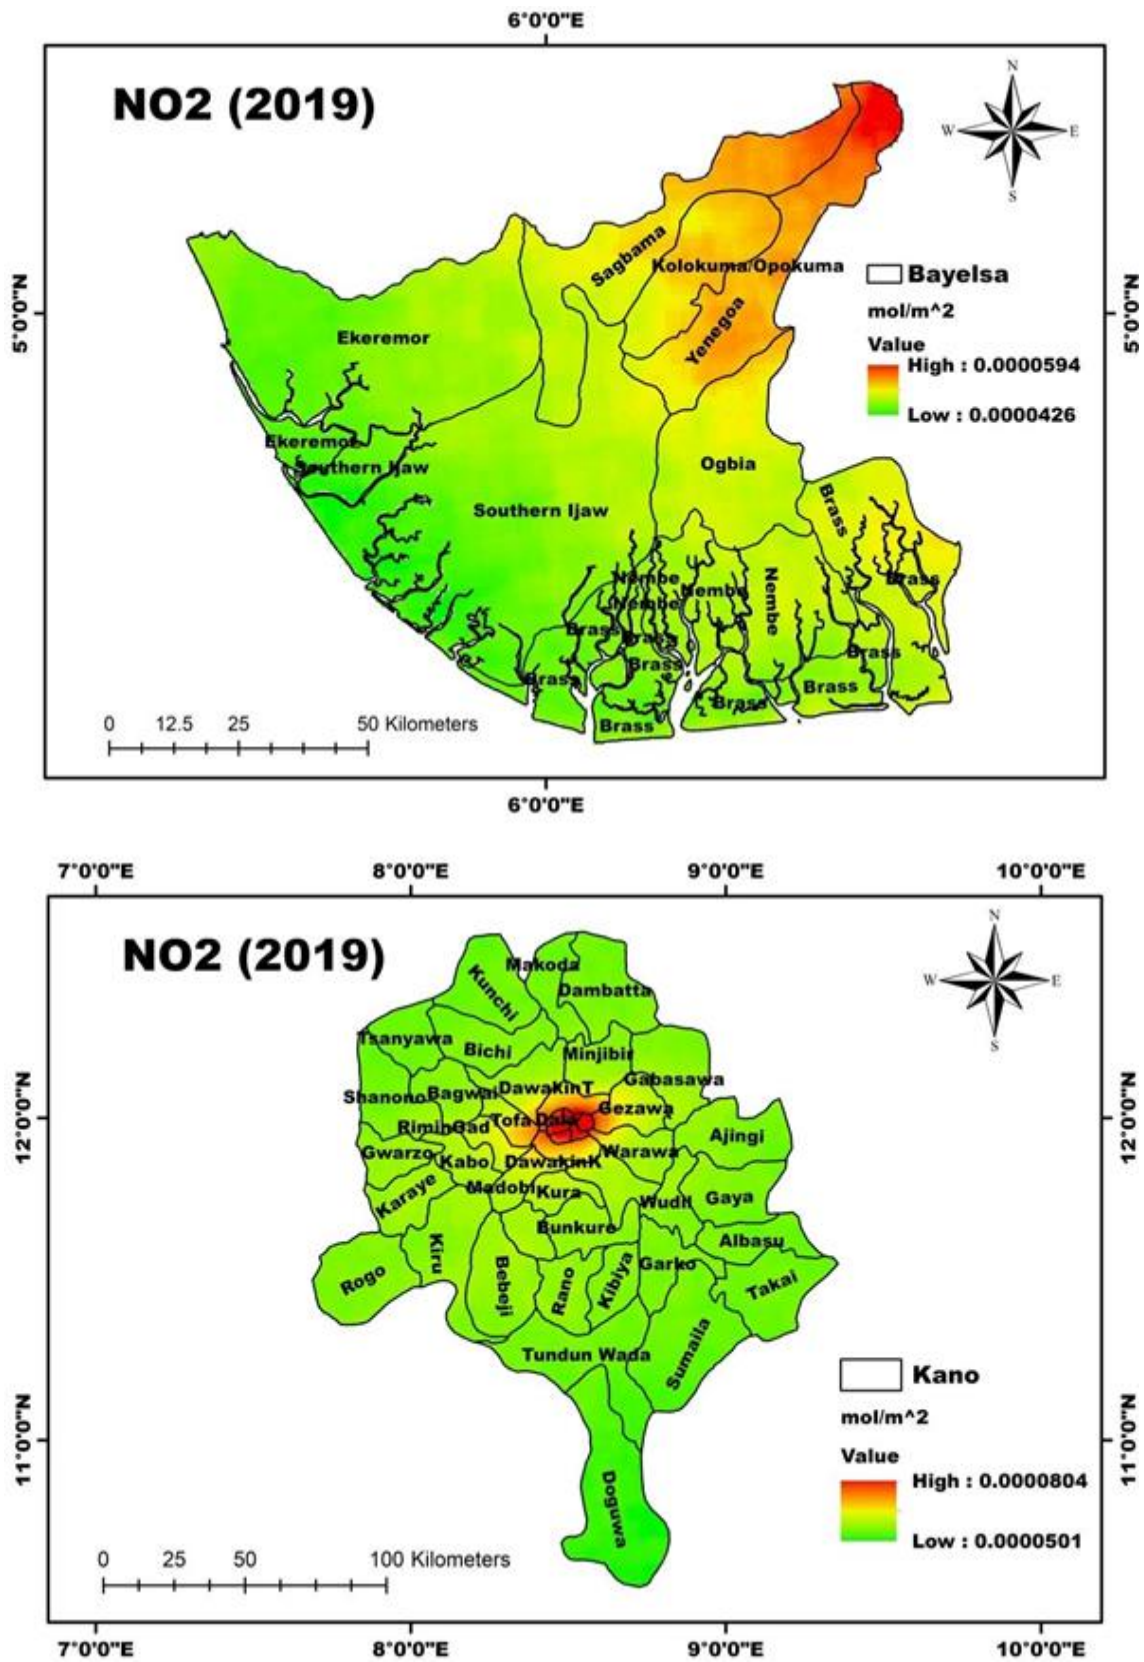 6°0'0"E
NO2 (2019)
N
W
E
S
5°0'0"N
5°0'0"N
Sagbama
Kolokuma/Opokuma
Bayelsa
mol/m^2
Value
High : 0.0000594
Low : 0.0000426
Yenegoa
Ekeremor
Ekeremor
Southern Ijaw
Ogbia
Southern Ijaw
Brass
Nembe
Nembe
Nembe
Nembe
Brass
Brass
Brass
Brass
Brass
Brass
Brass
Brass
Brass
0 12.5 25 50 Kilometers
6°0'0"E
7°0'0"E 8°0'0"E 9°0'0"E 10°0'0"E
NO2 (2019)
N
W
E
S
Makoda
Kunchi
Dambatta
Tsanyawa
Bichi
Minjibir
Gabasawa
Shanono
Bagwai
DawakinT
Gezawa
12°0'0"N
12°0'0"N
RiminGad
Tofa
Dala
Ajingi
Gwarzo
Kabo
DawakinK
Warawa
Karaye
Madobi
Kura
Wudil
Gaya
Kiru
Bunkure
Albasu
Rogo
Bebeji
Rano
Kibiya
Garko
Takai
Tundun Wada
Sumaila
Kano
mol/m^2
Value
High : 0.0000804
Low : 0.0000501
11°0'0"N
11°0'0"N
Doguwa
0 25 50 100 Kilometers
7°0'0"E 8°0'0"E 9°0'0"E 10°0'0"E